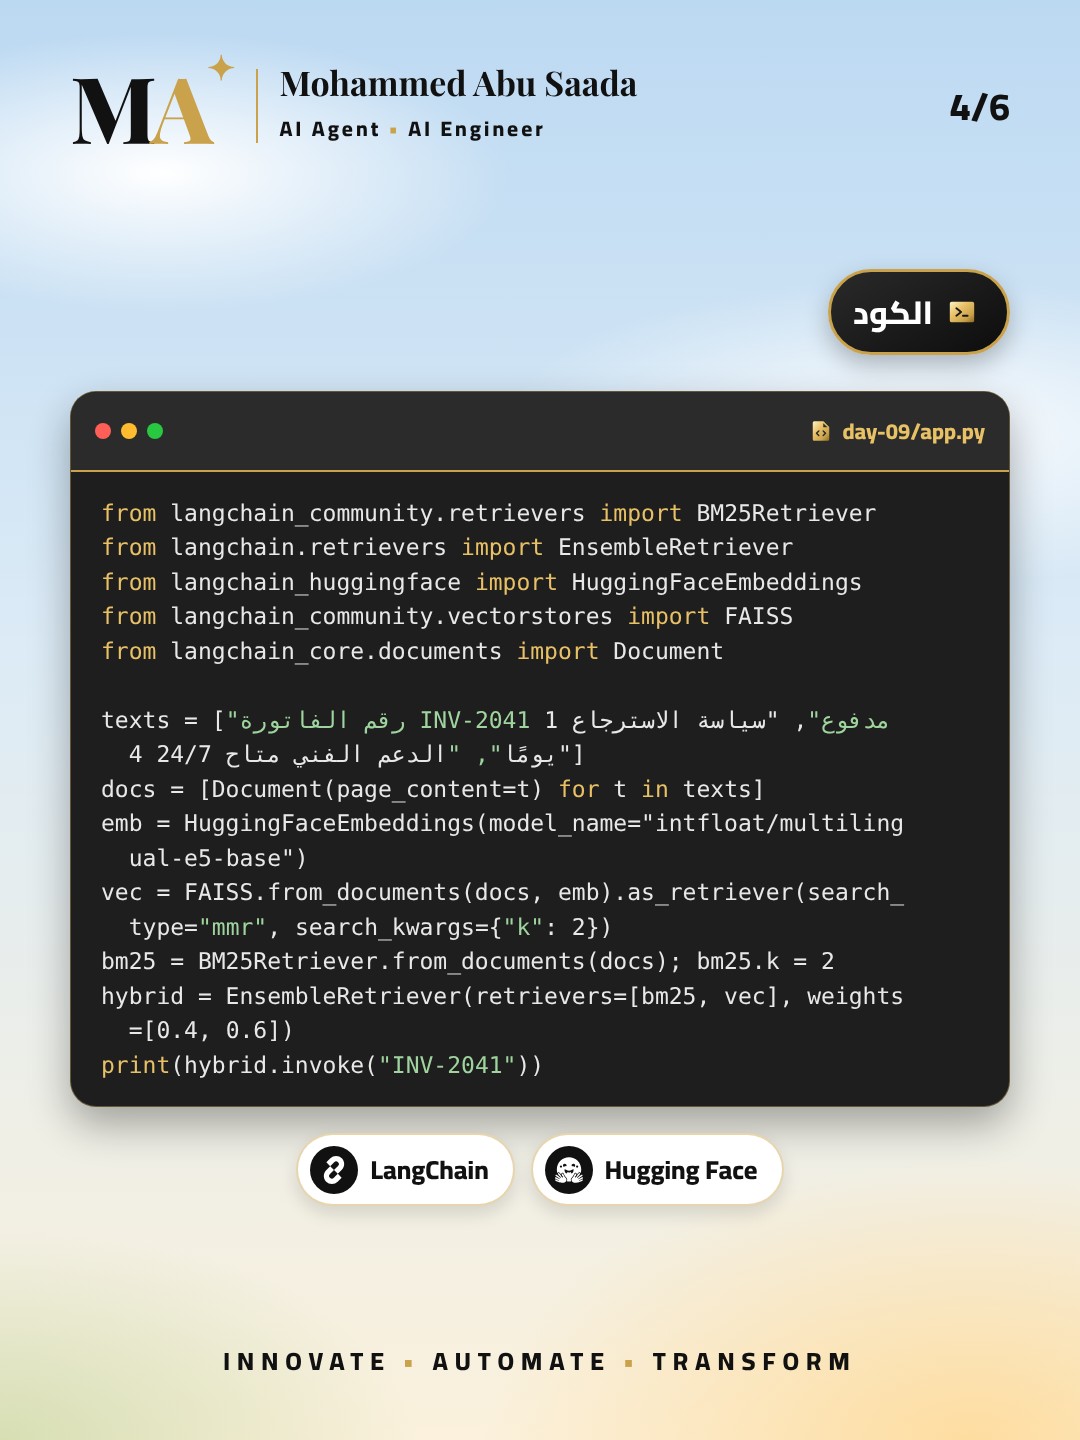 MA
Mohammed Abu Saada
AI Agent ▪ AI Engineer
4/6
الكود
day-09/app.py
from langchain_community.retrievers import BM25Retriever
from langchain.retrievers import EnsembleRetriever
from langchain_huggingface import HuggingFaceEmbeddings
from langchain_community.vectorstores import FAISS
from langchain_core.documents import Document
texts = ["رقم الفاتورة INV-2041 مدفوع", "سياسة الاسترجاع 1
4 يومًا", "الدعم الفني متاح 24/7"]
docs = [Document(page_content=t) for t in texts]
emb = HuggingFaceEmbeddings(model_name="intfloat/multiling
ual-e5-base")
vec = FAISS.from_documents(docs, emb).as_retriever(search_
type="mmr", search_kwargs={"k": 2})
bm25 = BM25Retriever.from_documents(docs); bm25.k = 2
hybrid = EnsembleRetriever(retrievers=[bm25, vec], weights
=[0.4, 0.6])
print(hybrid.invoke("INV-2041"))
LangChain
Hugging Face
INNOVATE ▪ AUTOMATE ▪ TRANSFORM